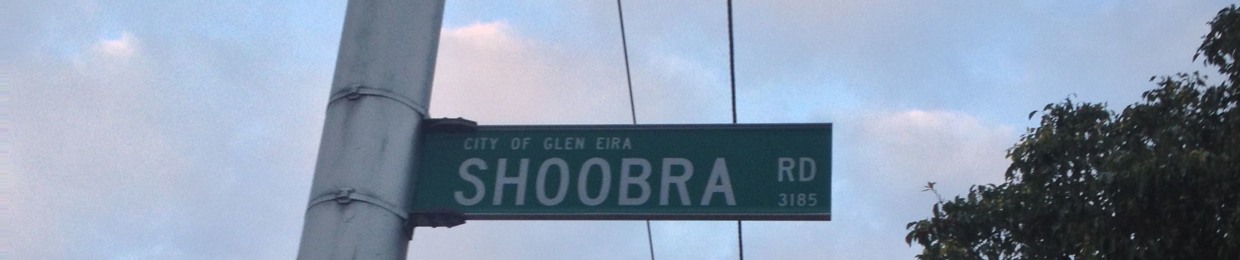 CITY OF GLEN EIRA
SHOOBRA RD
3185